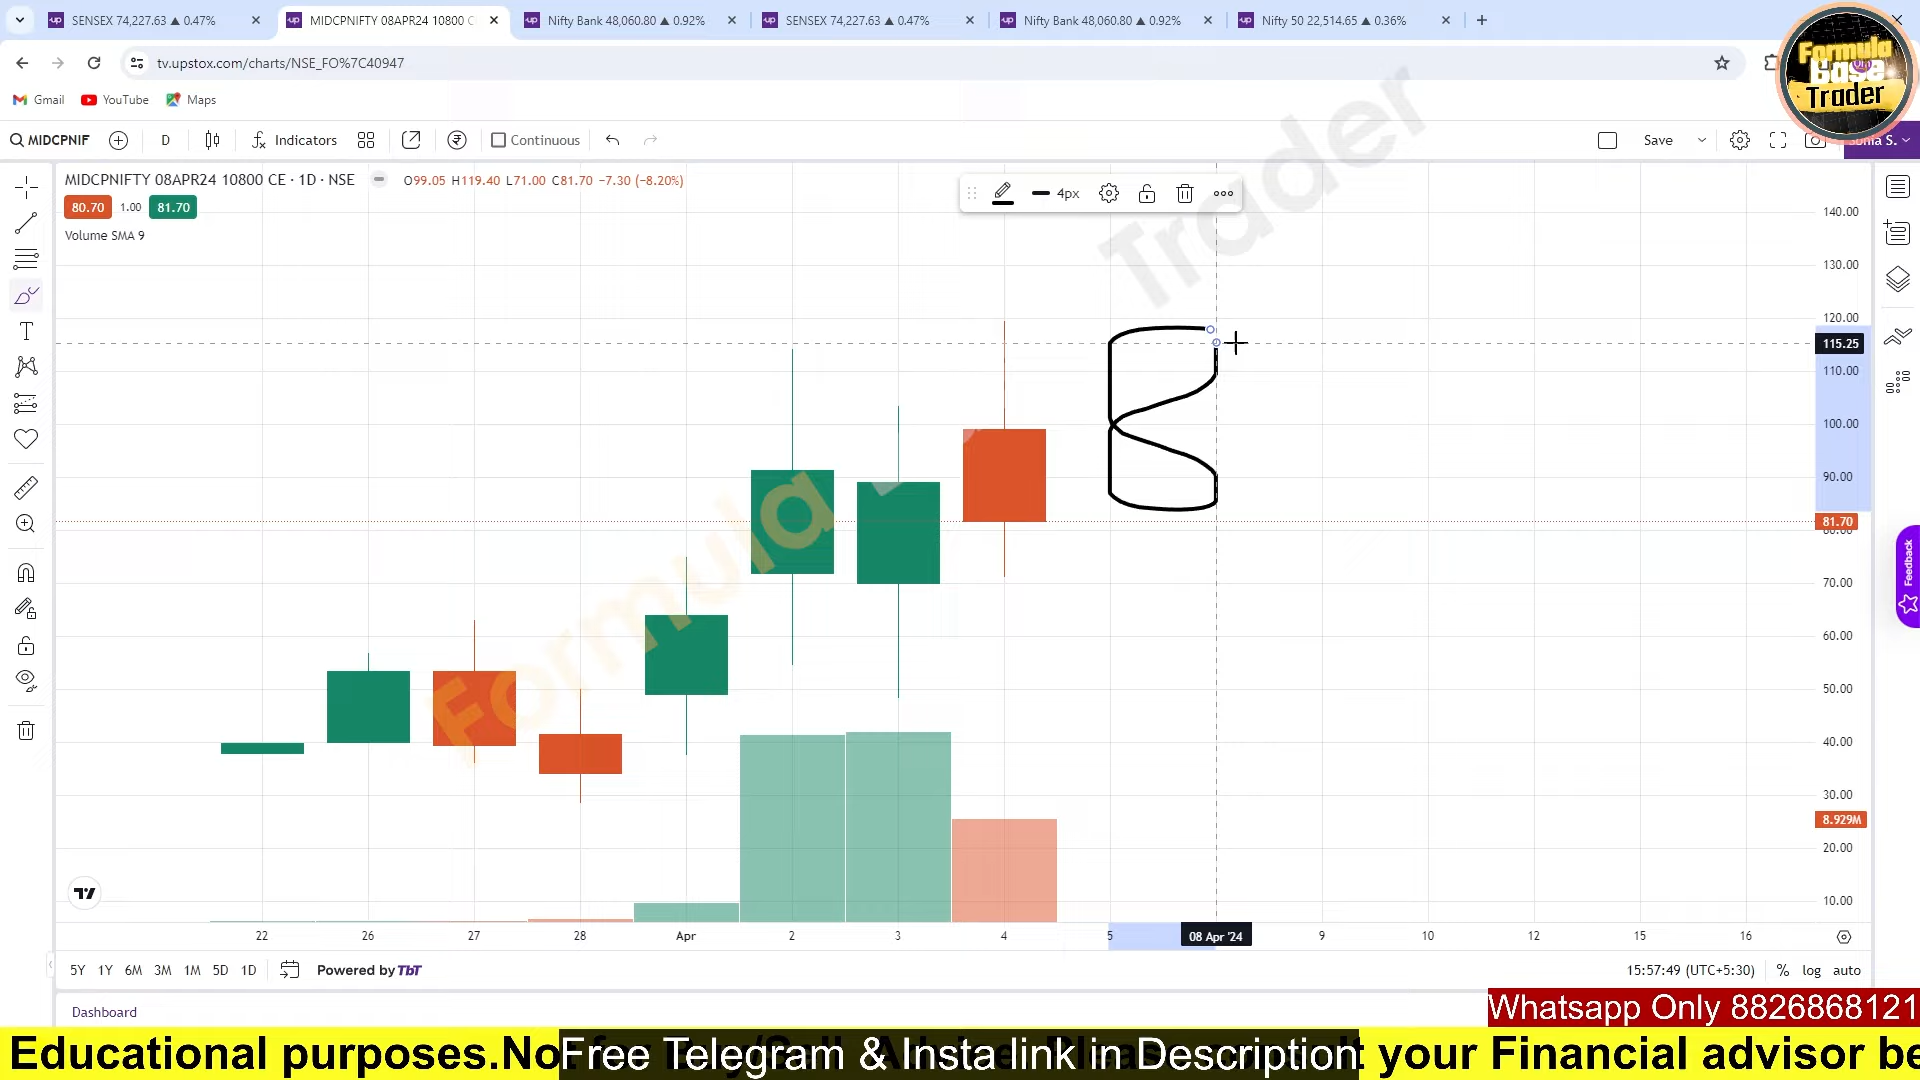 SENSEX 74,227.63 ▲ 0.47%
MIDCPNIFTY 08APR24 10800 C
Nifty Bank 48,060.80 ▲ 0.92%
SENSEX 74,227.63 ▲ 0.47%
Nifty Bank 48,060.80 ▲ 0.92%
Nifty 50 22,514.65 ▲ 0.36%
tv.upstox.com/charts/NSE_FO%7C40947
Gmail YouTube Maps
Formula
Base
Trader
MIDCPNIF D Indicators Continuous Save Sonia S.
MIDCPNIFTY 08APR24 10800 CE · 1D · NSE O99.05 H119.40 L71.00 C81.70 −7.30 (−8.20%)
80.70 1.00 81.70
Volume SMA 9
4px
Formula
Trader
140.00
130.00
120.00
115.25
110.00
100.00
90.00
81.70
80.00
70.00
60.00
50.00
40.00
30.00
8.929M
20.00
10.00
Feedback
22 26 27 28 Apr 2 3 4 5 08 Apr '24 9 10 12 15 16
5Y 1Y 6M 3M 1M 5D 1D Powered by TbT 15:57:49 (UTC+5:30) % log auto
Dashboard
Whatsapp Only 8826868121
Educational purposes.No
Free Telegram & Insta link in Description
your Financial advisor be